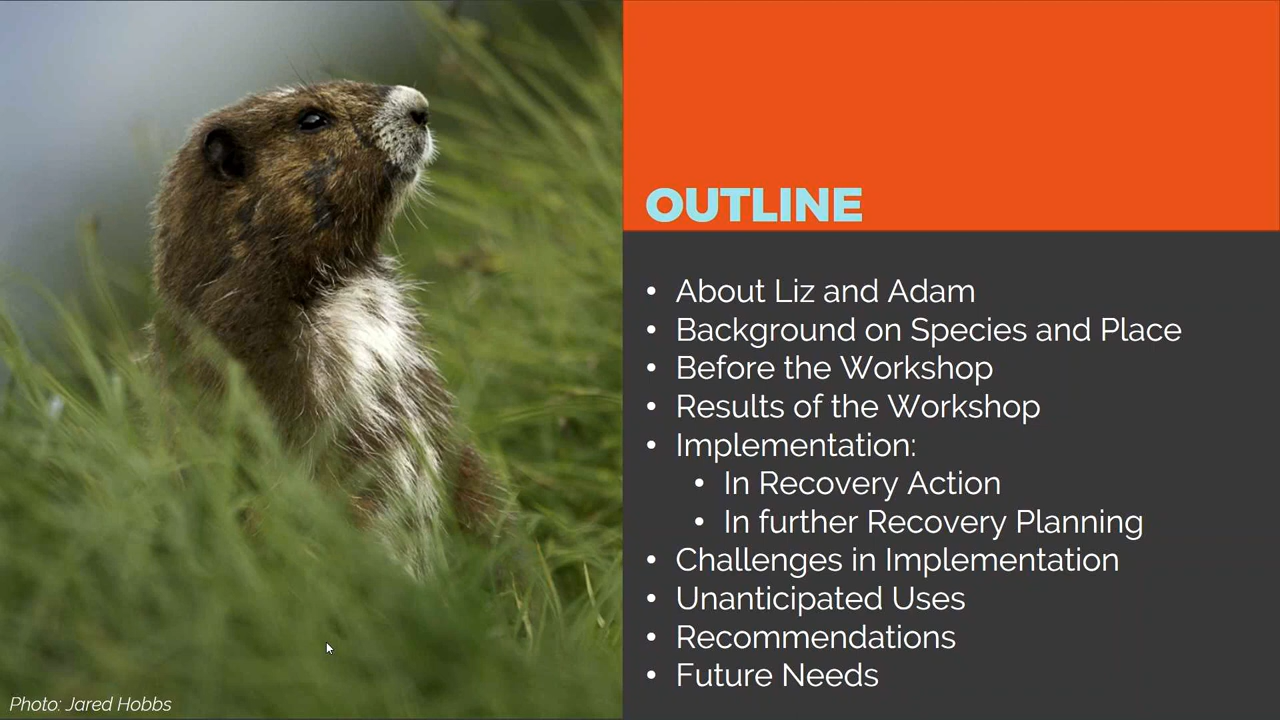 OUTLINE
• About Liz and Adam
• Background on Species and Place
• Before the Workshop
• Results of the Workshop
• Implementation:
• In Recovery Action
• In further Recovery Planning
• Challenges in Implementation
• Unanticipated Uses
• Recommendations
• Future Needs
Photo: Jared Hobbs